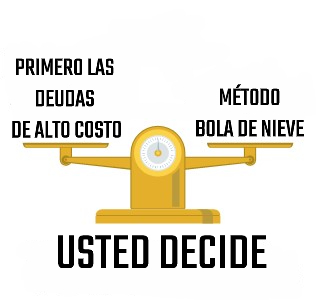 PRIMERO LAS
DEUDAS
DE ALTO COSTO
MÉTODO
BOLA DE NIEVE
USTED DECIDE